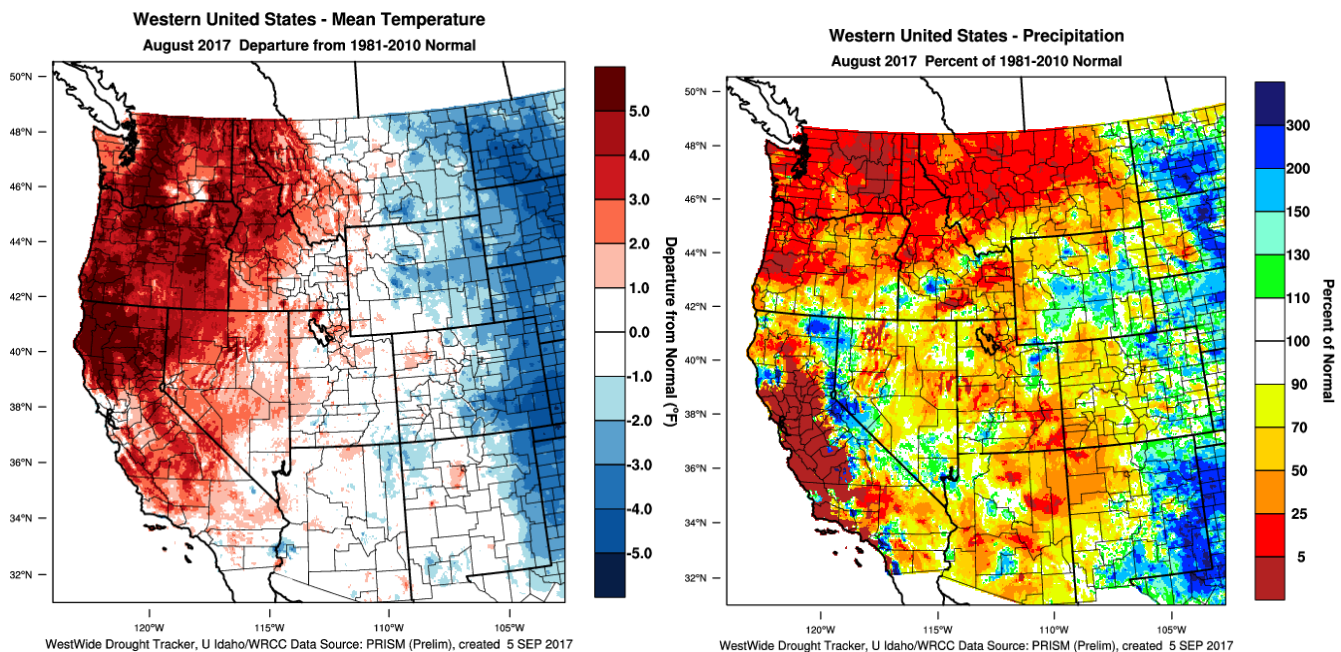 Western United States - Mean Temperature
August 2017 Departure from 1981-2010 Normal
50°N
48°N
46°N
44°N
42°N
40°N
38°N
36°N
34°N
32°N
120°W
115°W
110°W
105°W
5.0
4.0
3.0
2.0
1.0
0.0
-1.0
-2.0
-3.0
-4.0
-5.0
Departure from Normal (°F)
WestWide Drought Tracker, U Idaho/WRCC Data Source: PRISM (Prelim), created 5 SEP 2017
Western United States - Precipitation
August 2017 Percent of 1981-2010 Normal
50°N
48°N
46°N
44°N
42°N
40°N
38°N
36°N
34°N
32°N
120°W
115°W
110°W
105°W
300
200
150
130
110
100
90
70
50
25
5
Percent of Normal
WestWide Drought Tracker, U Idaho/WRCC Data Source: PRISM (Prelim), created 5 SEP 2017